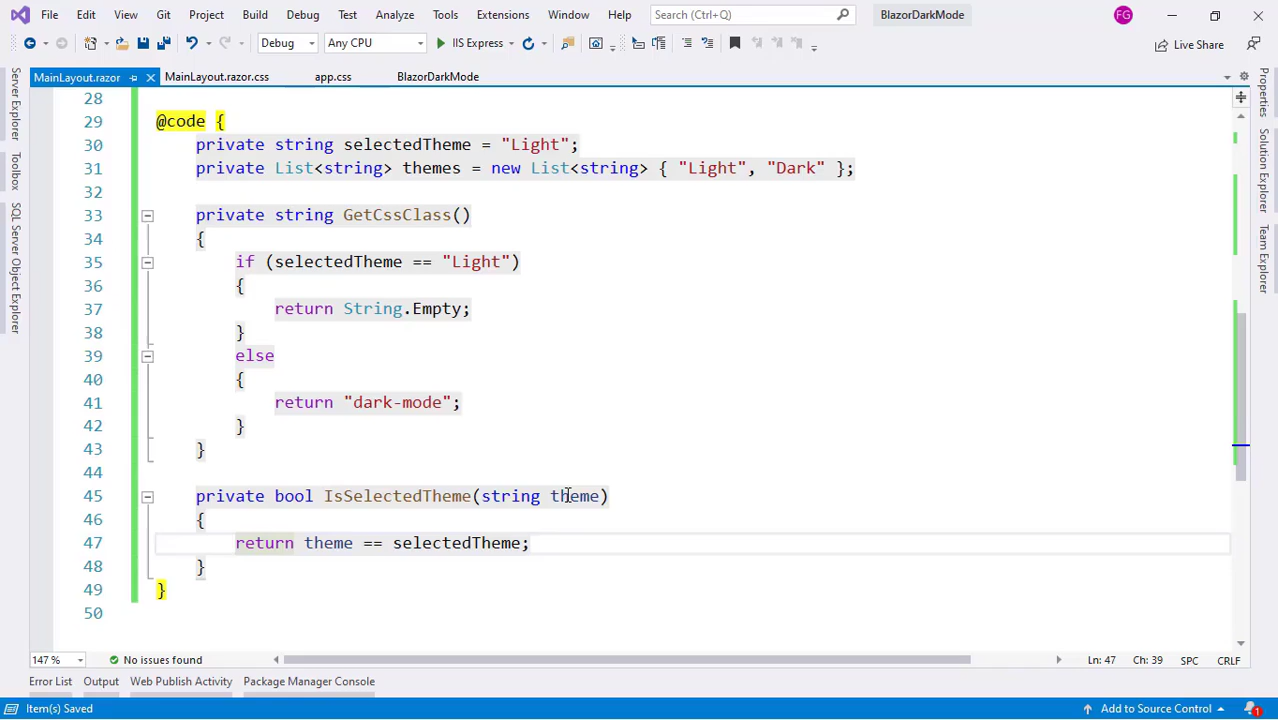 File Edit View Git Project Build Debug Test Analyze Tools Extensions Window Help Search (Ctrl+Q) BlazorDarkMode FG
Debug Any CPU IIS Express Live Share
MainLayout.razor MainLayout.razor.css app.css BlazorDarkMode
Server Explorer
Toolbox
SQL Server Object Explorer
Properties
Solution Explorer
Team Explorer
28
29 @code {
30 private string selectedTheme = "Light";
31 private List<string> themes = new List<string> { "Light", "Dark" };
32
33 private string GetCssClass()
34 {
35 if (selectedTheme == "Light")
36 {
37 return String.Empty;
38 }
39 else
40 {
41 return "dark-mode";
42 }
43 }
44
45 private bool IsSelectedTheme(string theme)
46 {
47 return theme == selectedTheme;
48 }
49 }
50
147 % No issues found Ln: 47 Ch: 39 SPC CRLF
Error List Output Web Publish Activity Package Manager Console
Item(s) Saved Add to Source Control 1